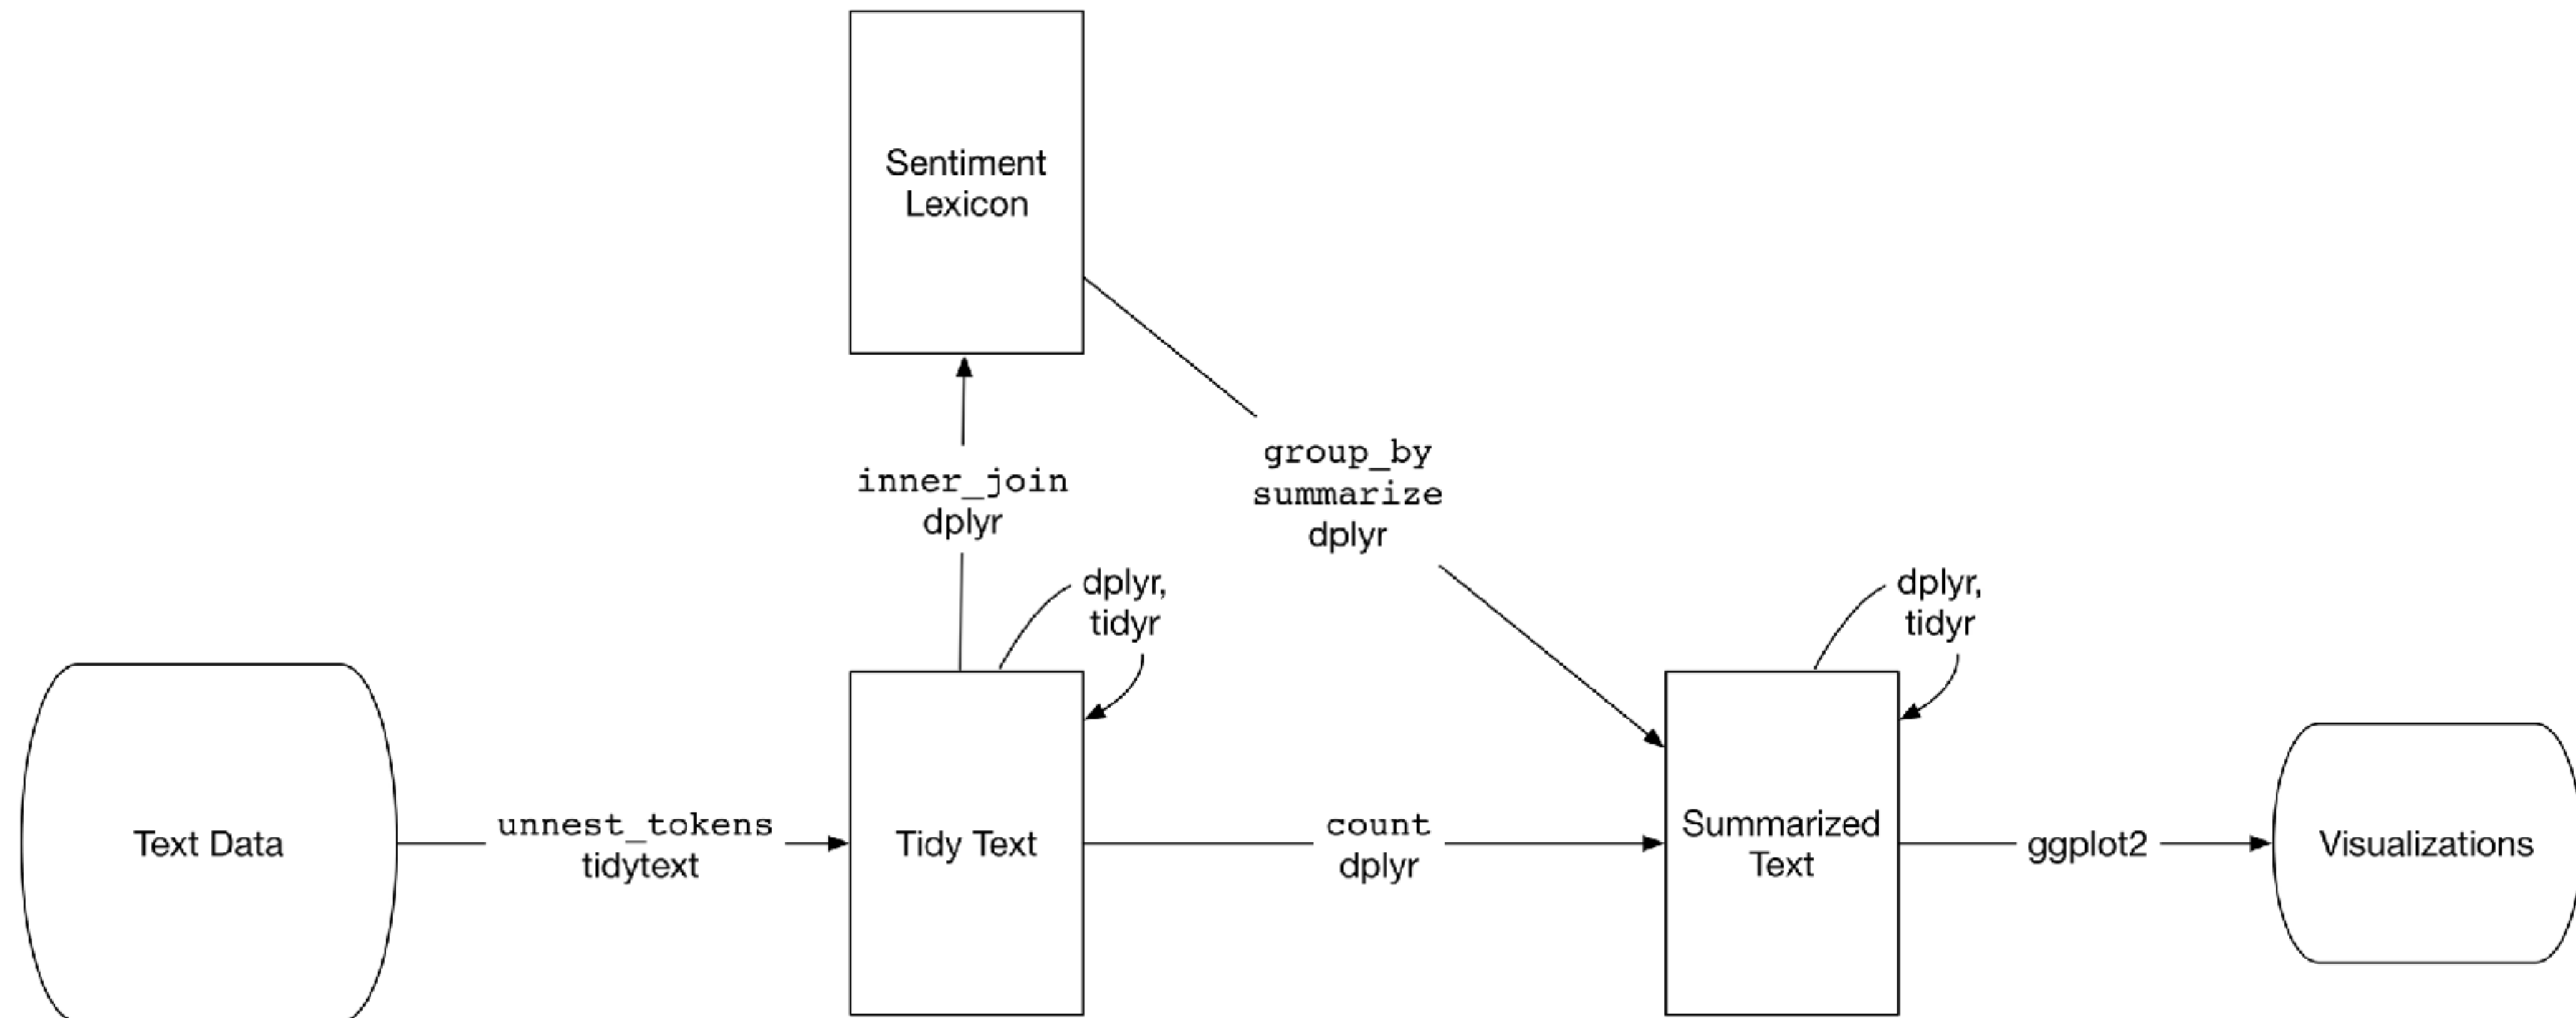 Sentiment
Lexicon
inner_join
dplyr
group_by
summarize
dplyr
dplyr,
tidyr
dplyr,
tidyr
Text Data
unnest_tokens
tidytext
Tidy Text
count
dplyr
Summarized
Text
ggplot2
Visualizations